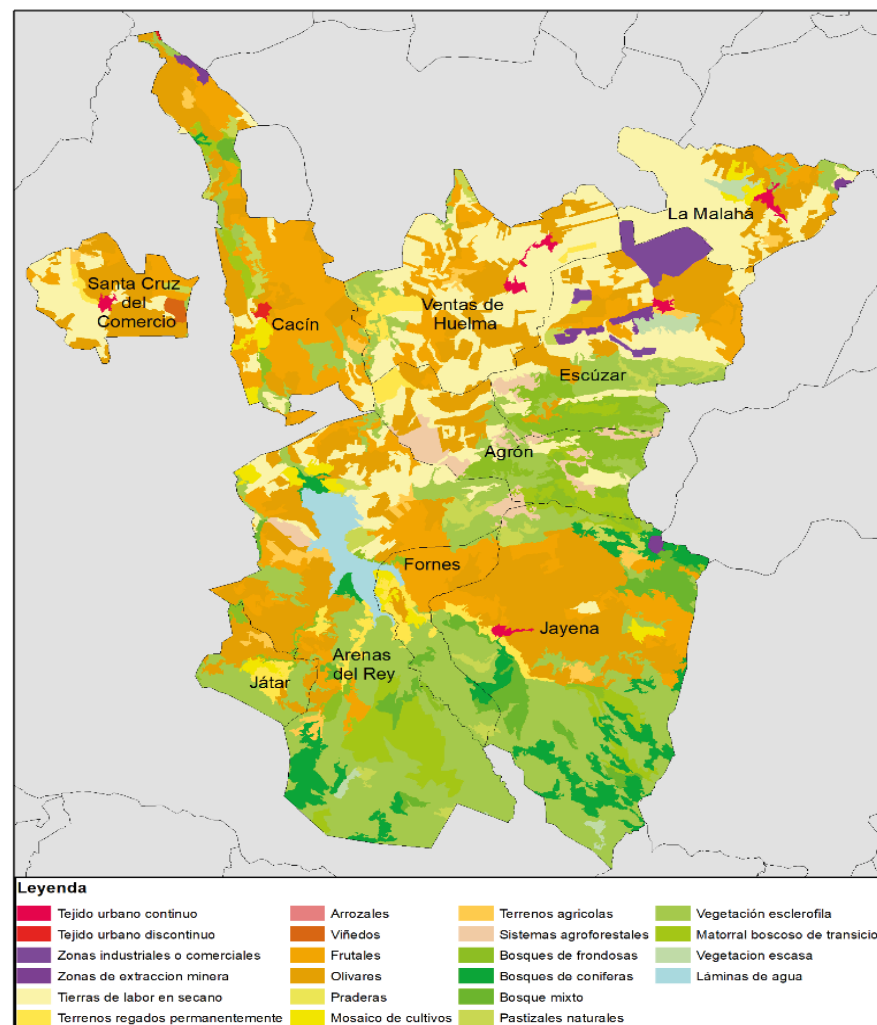 La Malahá
Santa Cruz
del
Comercio
Cacín
Ventas de
Huelma
Escúzar
Agrón
Fornes
Jayena
Arenas
del Rey
Játar
Leyenda
Tejido urbano continuo
Tejido urbano discontinuo
Zonas industriales o comerciales
Zonas de extraccion minera
Tierras de labor en secano
Terrenos regados permanentemente
Arrozales
Viñedos
Frutales
Olivares
Praderas
Mosaico de cultivos
Terrenos agricolas
Sistemas agroforestales
Bosques de frondosas
Bosques de coniferas
Bosque mixto
Pastizales naturales
Vegetación esclerofila
Matorral boscoso de transicio
Vegetacion escasa
Láminas de agua